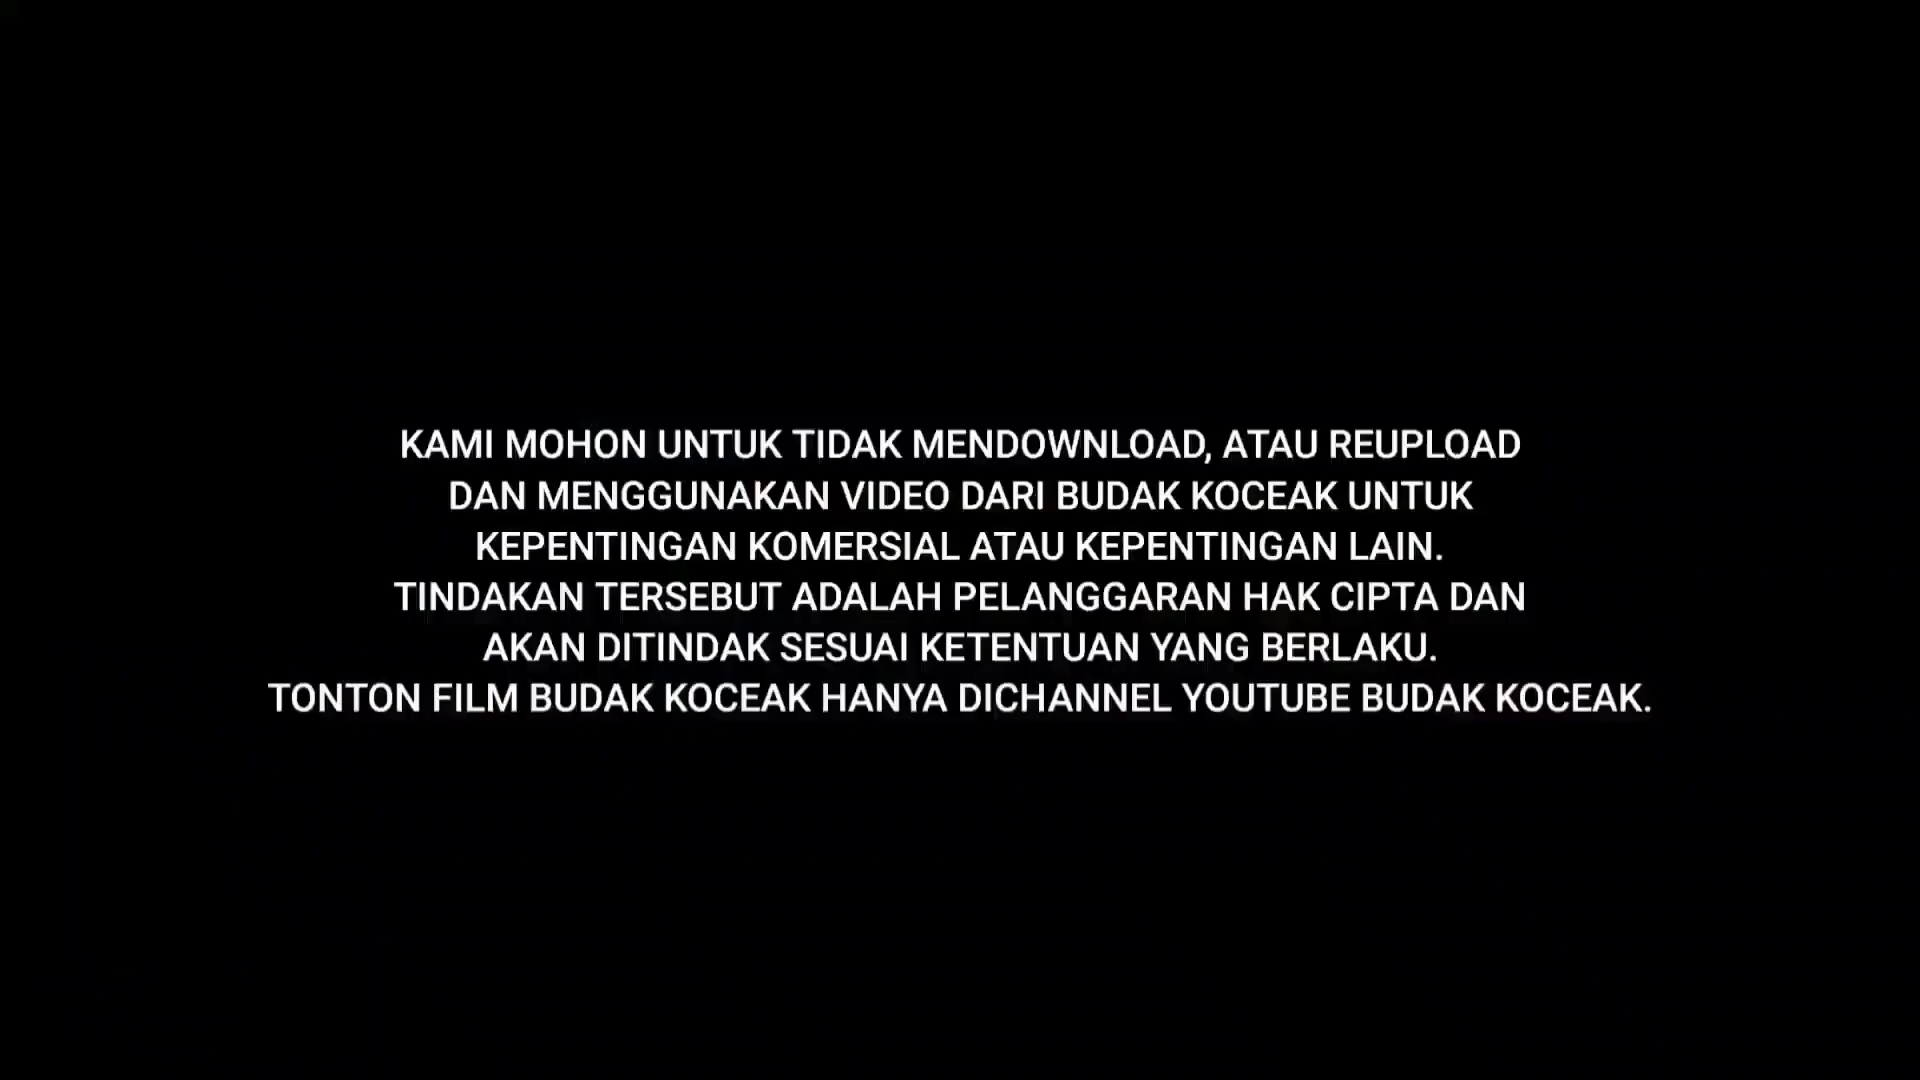 KAMI MOHON UNTUK TIDAK MENDOWNLOAD, ATAU REUPLOAD
DAN MENGGUNAKAN VIDEO DARI BUDAK KOCEAK UNTUK
KEPENTINGAN KOMERSIAL ATAU KEPENTINGAN LAIN.
TINDAKAN TERSEBUT ADALAH PELANGGARAN HAK CIPTA DAN
AKAN DITINDAK SESUAI KETENTUAN YANG BERLAKU.
TONTON FILM BUDAK KOCEAK HANYA DICHANNEL YOUTUBE BUDAK KOCEAK.